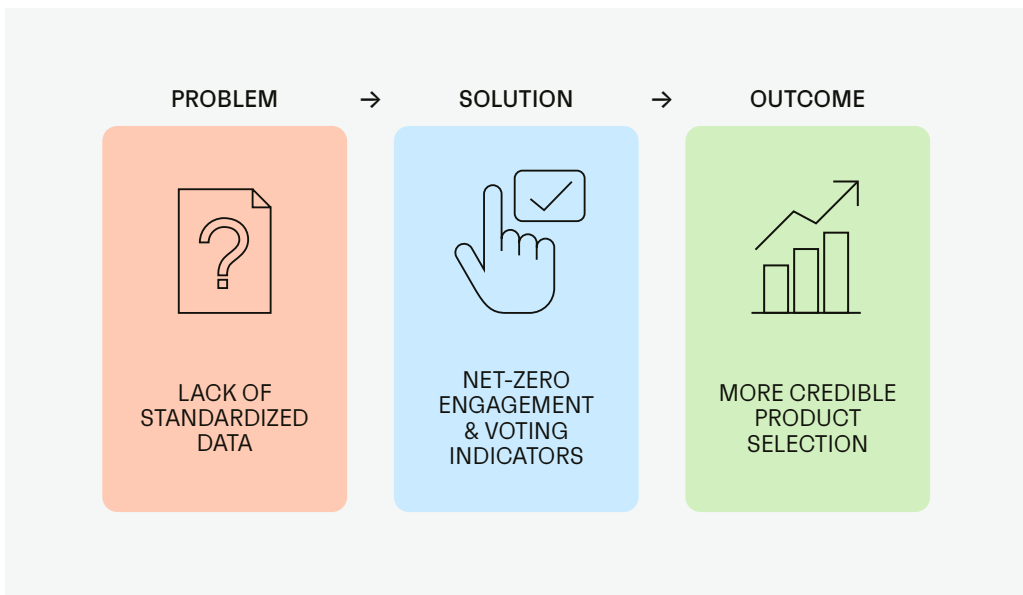 PROBLEM → SOLUTION → OUTCOME
?
LACK OF
STANDARDIZED
DATA
NET-ZERO
ENGAGEMENT
& VOTING
INDICATORS
MORE CREDIBLE
PRODUCT
SELECTION